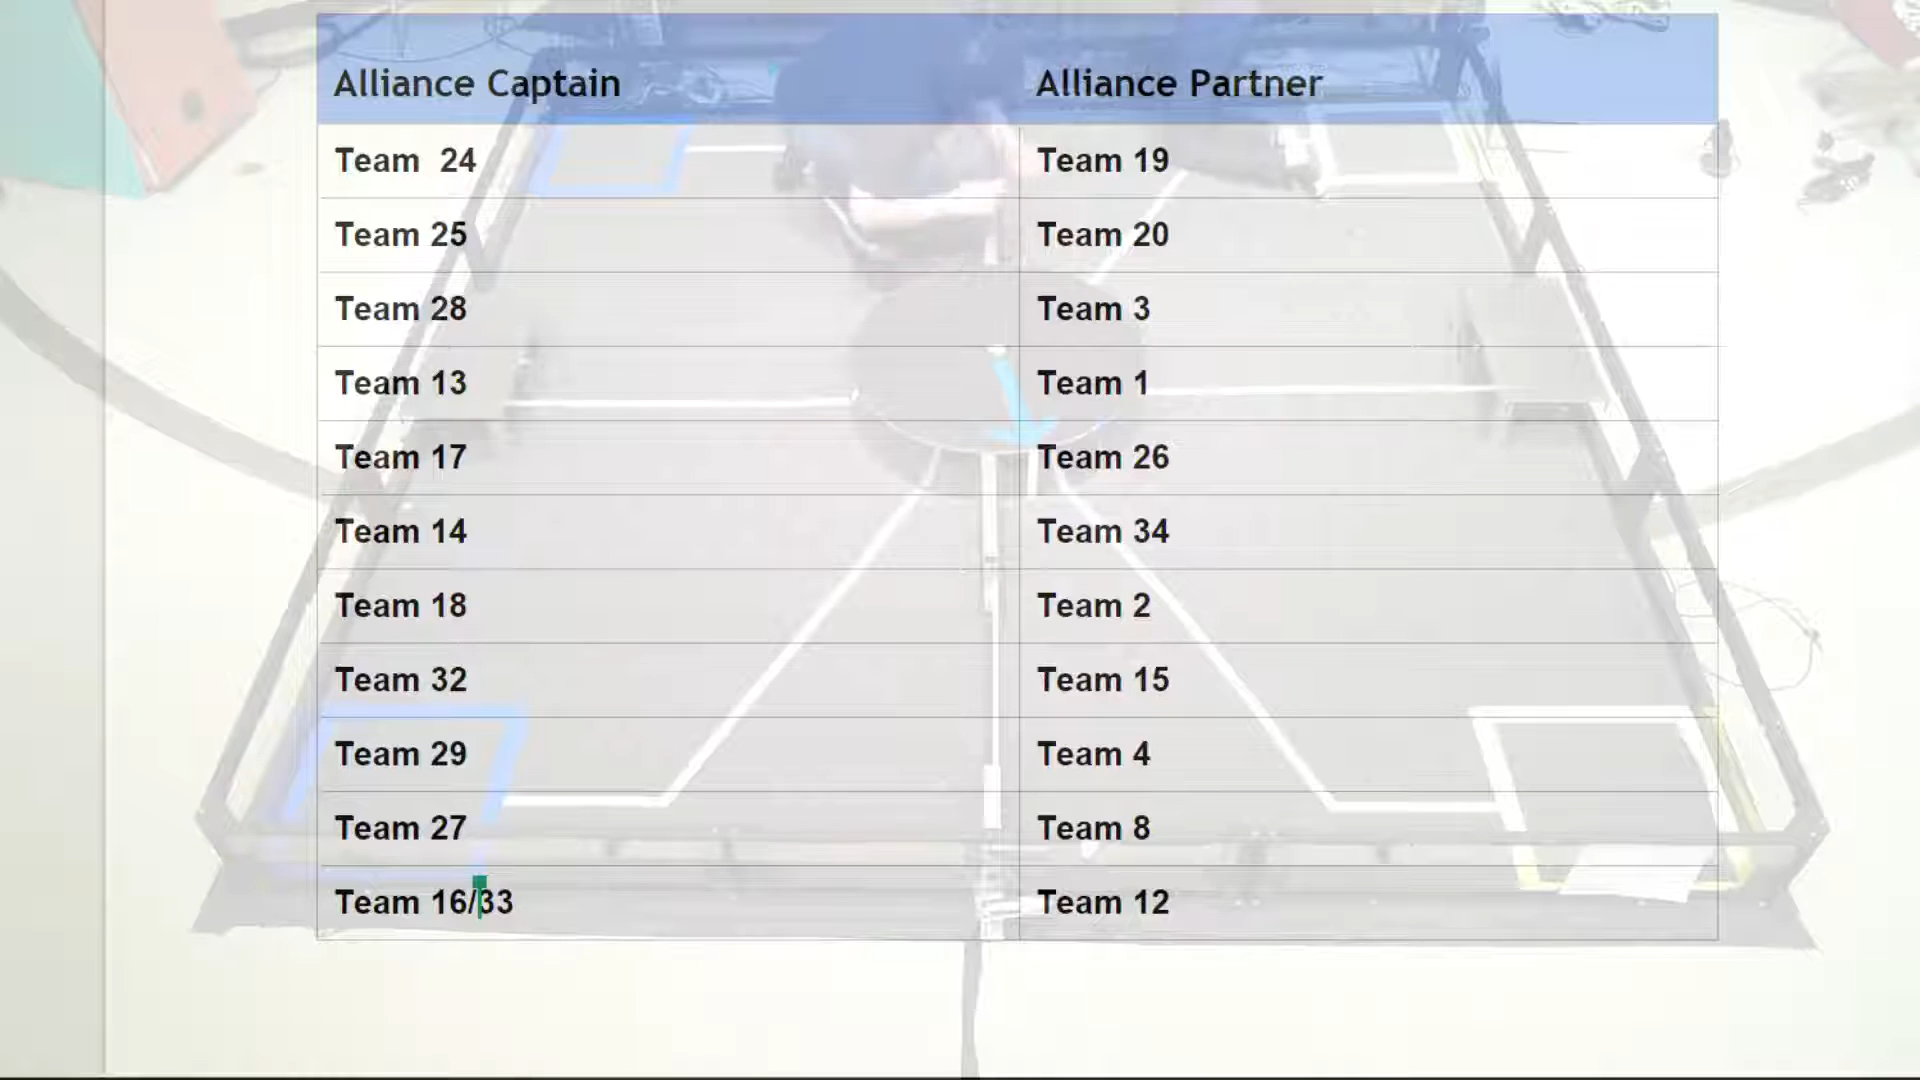 Alliance Captain Alliance Partner
Team 24 Team 19
Team 25 Team 20
Team 28 Team 3
Team 13 Team 1
Team 17 Team 26
Team 14 Team 34
Team 18 Team 2
Team 32 Team 15
Team 29 Team 4
Team 27 Team 8
Team 16/33 Team 12